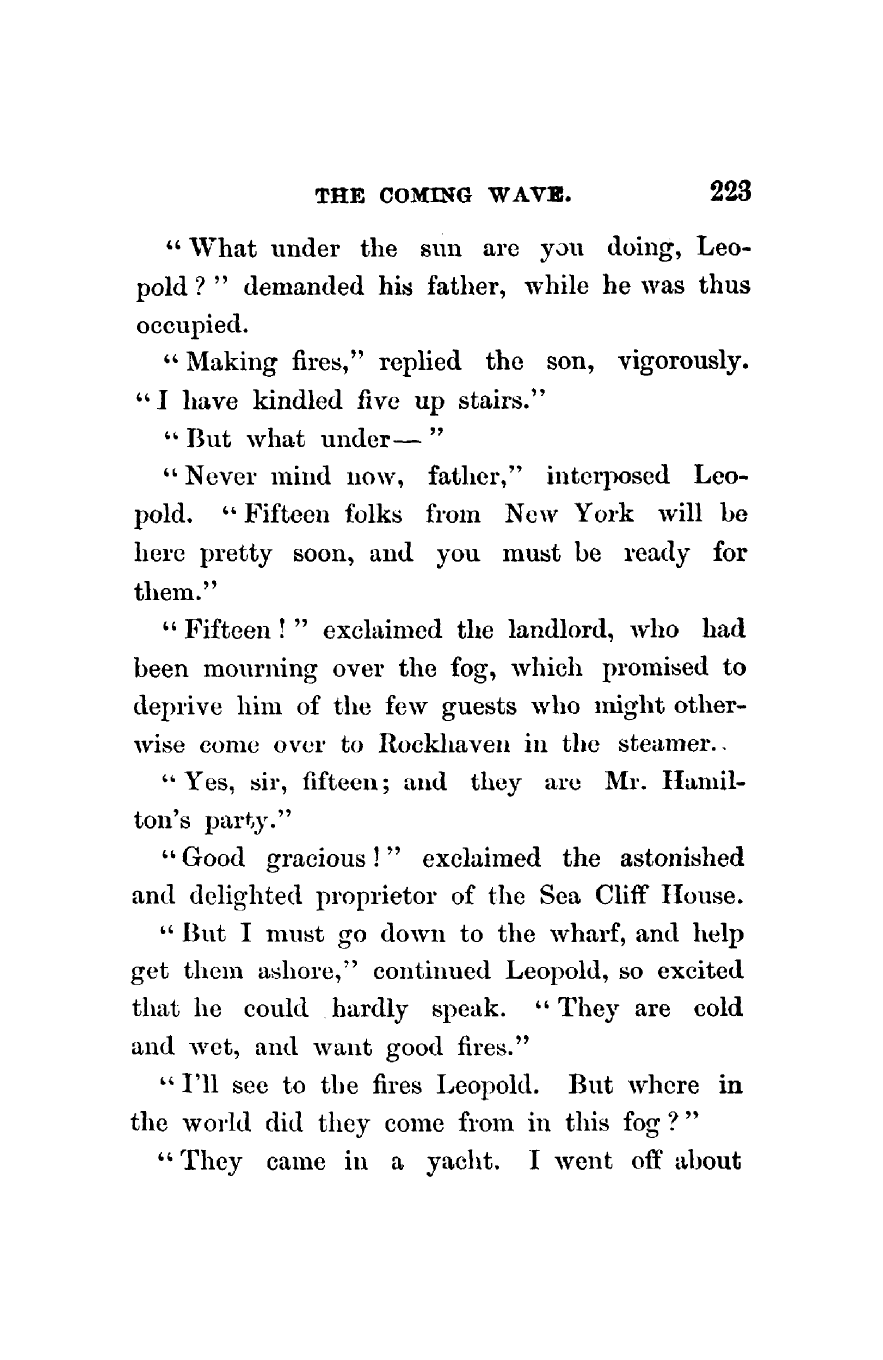 THE COMING WAVE. 223
“ What under the sun are you doing, Leo-
pold ? ” demanded his father, while he was thus
occupied.
“ Making fires,” replied the son, vigorously.
“ I have kindled five up stairs.”
“ But what under— ”
“ Never mind now, father,” interposed Leo-
pold. “ Fifteen folks from New York will be
here pretty soon, and you must be ready for
them.”
“ Fifteen ! ” exclaimed the landlord, who had
been mourning over the fog, which promised to
deprive him of the few guests who might other-
wise come over to Rockhaven in the steamer.
“ Yes, sir, fifteen; and they are Mr. Hamil-
ton’s party.”
“ Good gracious ! ” exclaimed the astonished
and delighted proprietor of the Sea Cliff House.
“ But I must go down to the wharf, and help
get them ashore,” continued Leopold, so excited
that he could hardly speak. “ They are cold
and wet, and want good fires.”
“ I’ll see to the fires Leopold. But where in
the world did they come from in this fog ? ”
“ They came in a yacht. I went off about